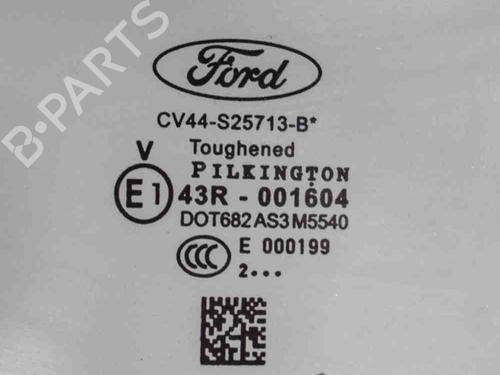 B-PARTS
Ford
CV44-S25713-B*
V
Toughened
PILKINGTON
E1
43R - 001604
DOT682 AS3 M5540
CCC
E 000199
2•••